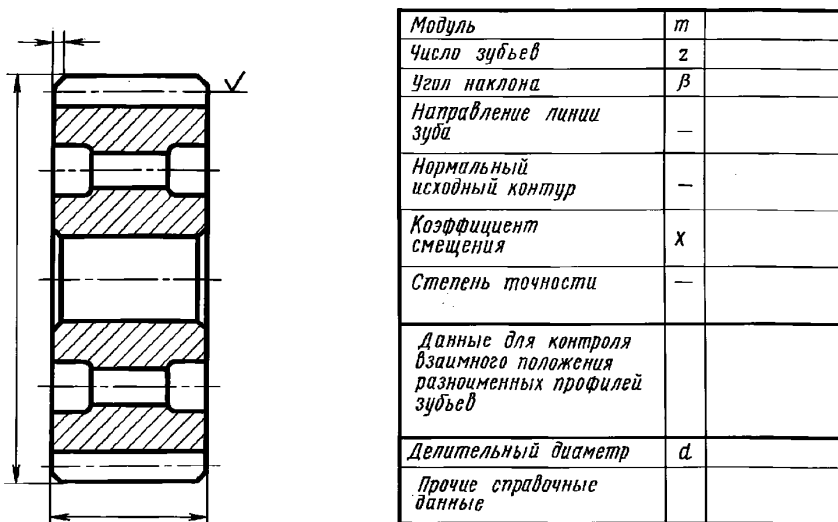 Модуль m
Число зубьев z
Угол наклона β
Направление линии
зуба —
Нормальный
исходный контур —
Коэффициент
смещения X
Степень точности —
Данные для контроля
взаимного положения
разноименных профилей
зубьев
Делительный диаметр d
Прочие справочные
данные